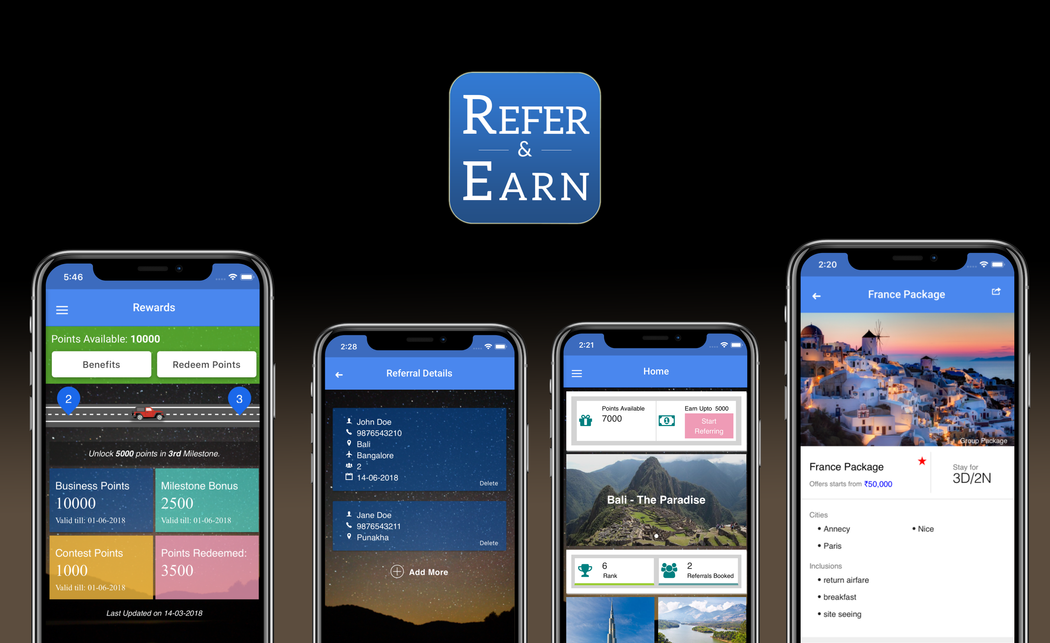 REFER
&
EARN
5:46
Rewards
Points Available: 10000
Benefits
Redeem Points
2
3
Unlock 5000 points in 3rd Milestone.
Business Points
10000
Valid till: 01-06-2018
Milestone Bonus
2500
Valid till: 01-06-2018
Contest Points
1000
Valid till: 01-06-2018
Points Redeemed:
3500
Last Updated on 14-03-2018
2:28
Referral Details
John Doe
9876543210
Bali
Bangalore
2
14-06-2018
Delete
Jane Doe
9876543211
Punakha
Delete
Add More
2:21
Home
Points Available
7000
Earn Upto 5000
Start
Referring
Bali - The Paradise
6
Rank
2
Referrals Booked
2:20
France Package
Group Package
France Package
Offers starts from ₹50,000
Stay for
3D/2N
Cities
• Annecy
• Nice
• Paris
Inclusions
• return airfare
• breakfast
• site seeing